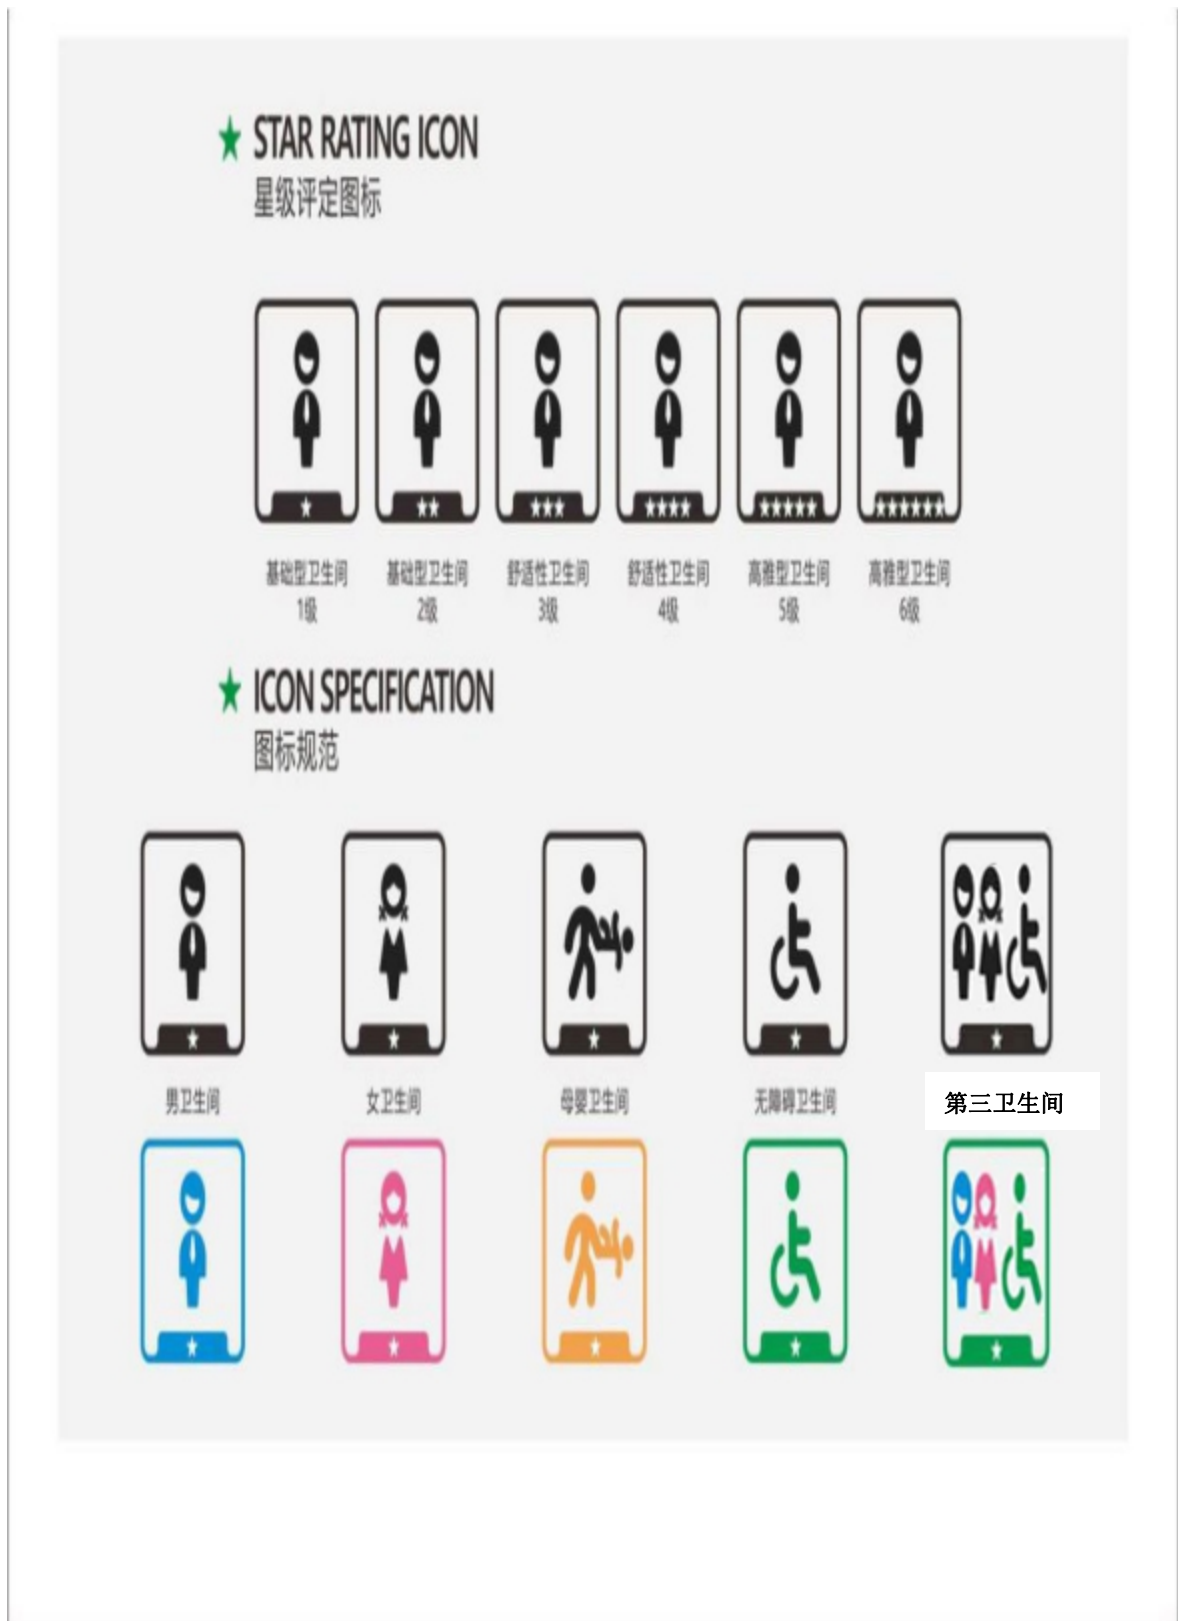 STAR RATING ICON
星级评定图标
基础型卫生间 基础型卫生间 舒适性卫生间 舒适性卫生间 高雅型卫生间 高雅型卫生间
1级 2级 3级 4级 5级 6级
ICON SPECIFICATION
图标规范
男卫生间 女卫生间 母婴卫生间 无障碍卫生间 第三卫生间